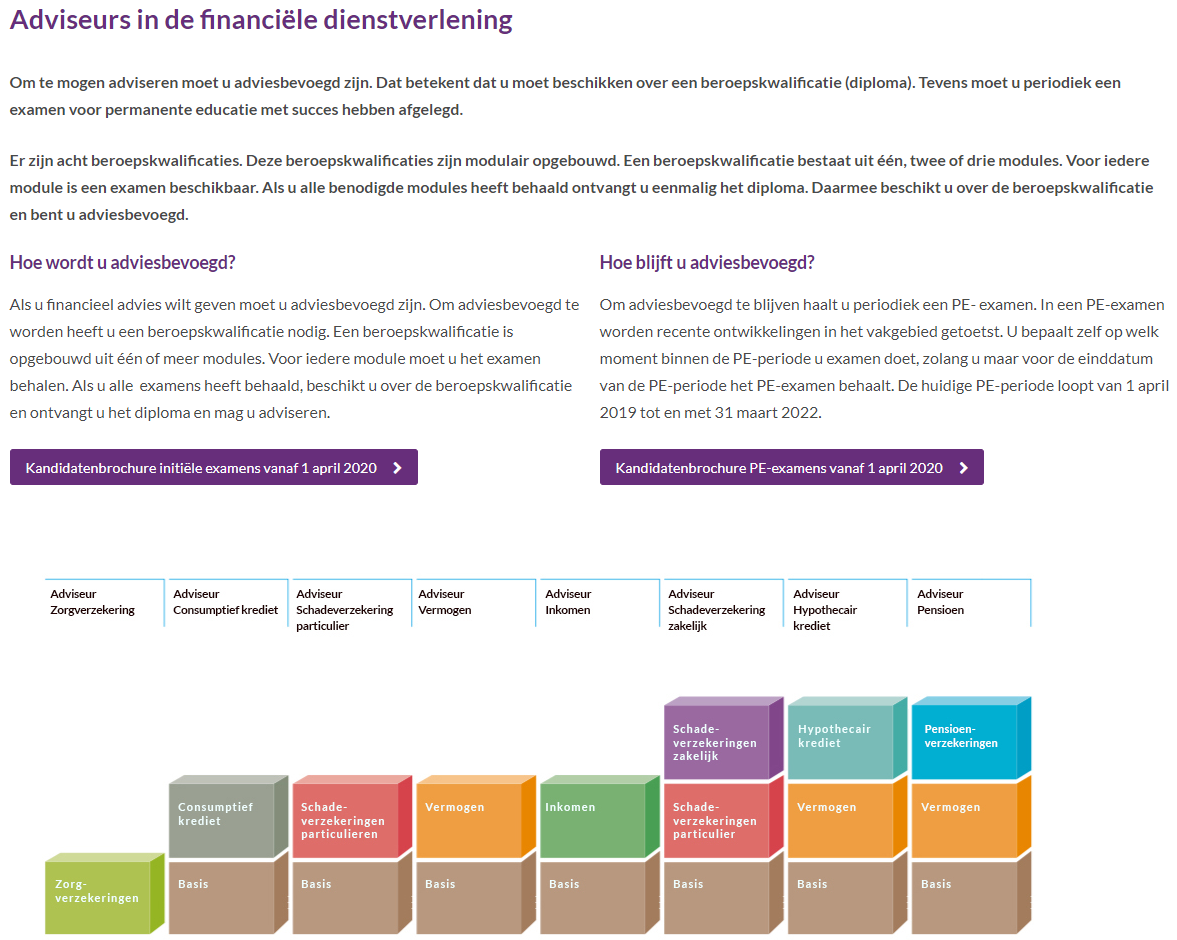 Adviseurs in de financiële dienstverlening
Om te mogen adviseren moet u adviesbevoegd zijn. Dat betekent dat u moet beschikken over een beroepskwalificatie (diploma). Tevens moet u periodiek een
examen voor permanente educatie met succes hebben afgelegd.
Er zijn acht beroepskwalificaties. Deze beroepskwalificaties zijn modulair opgebouwd. Een beroepskwalificatie bestaat uit één, twee of drie modules. Voor iedere
module is een examen beschikbaar. Als u alle benodigde modules heeft behaald ontvangt u eenmalig het diploma. Daarmee beschikt u over de beroepskwalificatie
en bent u adviesbevoegd.
Hoe wordt u adviesbevoegd?
Als u financieel advies wilt geven moet u adviesbevoegd zijn. Om adviesbevoegd te
worden heeft u een beroepskwalificatie nodig. Een beroepskwalificatie is
opgebouwd uit één of meer modules. Voor iedere module moet u het examen
behalen. Als u alle examens heeft behaald, beschikt u over de beroepskwalificatie
en ontvangt u het diploma en mag u adviseren.
Kandidatenbrochure initiële examens vanaf 1 april 2020
Hoe blijft u adviesbevoegd?
Om adviesbevoegd te blijven haalt u periodiek een PE- examen. In een PE-examen
worden recente ontwikkelingen in het vakgebied getoetst. U bepaalt zelf op welk
moment binnen de PE-periode u examen doet, zolang u maar voor de einddatum
van de PE-periode het PE-examen behaalt. De huidige PE-periode loopt van 1 april
2019 tot en met 31 maart 2022.
Kandidatenbrochure PE-examens vanaf 1 april 2020
Adviseur
Zorgverzekering
Adviseur
Consumptief krediet
Adviseur
Schadeverzekering
particulier
Adviseur
Vermogen
Adviseur
Inkomen
Adviseur
Schadeverzekering
zakelijk
Adviseur
Hypothecair
krediet
Adviseur
Pensioen
Schade-
verzekeringen
zakelijk
Hypothecair
krediet
Pensioen-
verzekeringen
Consumptief
krediet
Schade-
verzekeringen
particulieren
Vermogen
Inkomen
Schade-
verzekeringen
particulier
Vermogen
Vermogen
Zorg-
verzekeringen
Basis
Basis
Basis
Basis
Basis
Basis
Basis